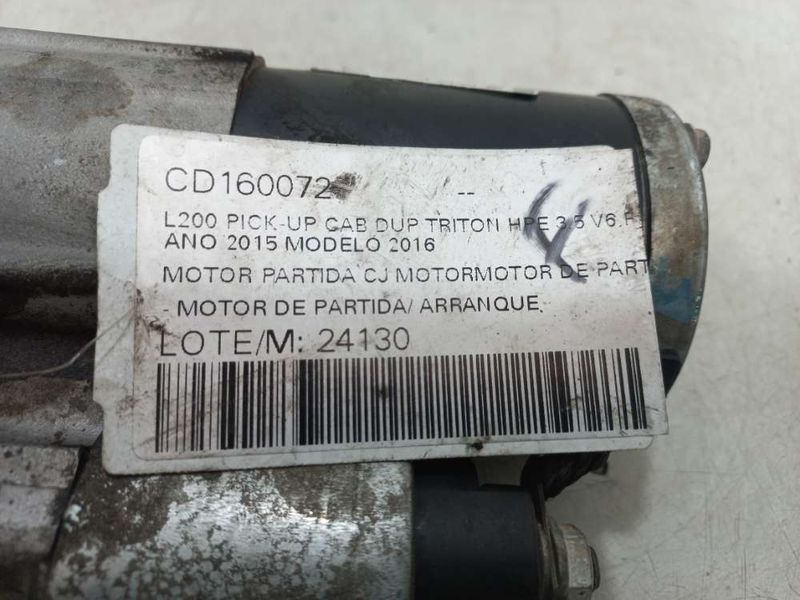 CD160072 --
L200 PICK-UP CAB DUP TRITON HPE 3.5 V6.F
ANO 2015 MODELO 2016
MOTOR PARTIDA CJ MOTORMOTOR DE PART
- MOTOR DE PARTIDA/ ARRANQUE
LOTE/M: 24130